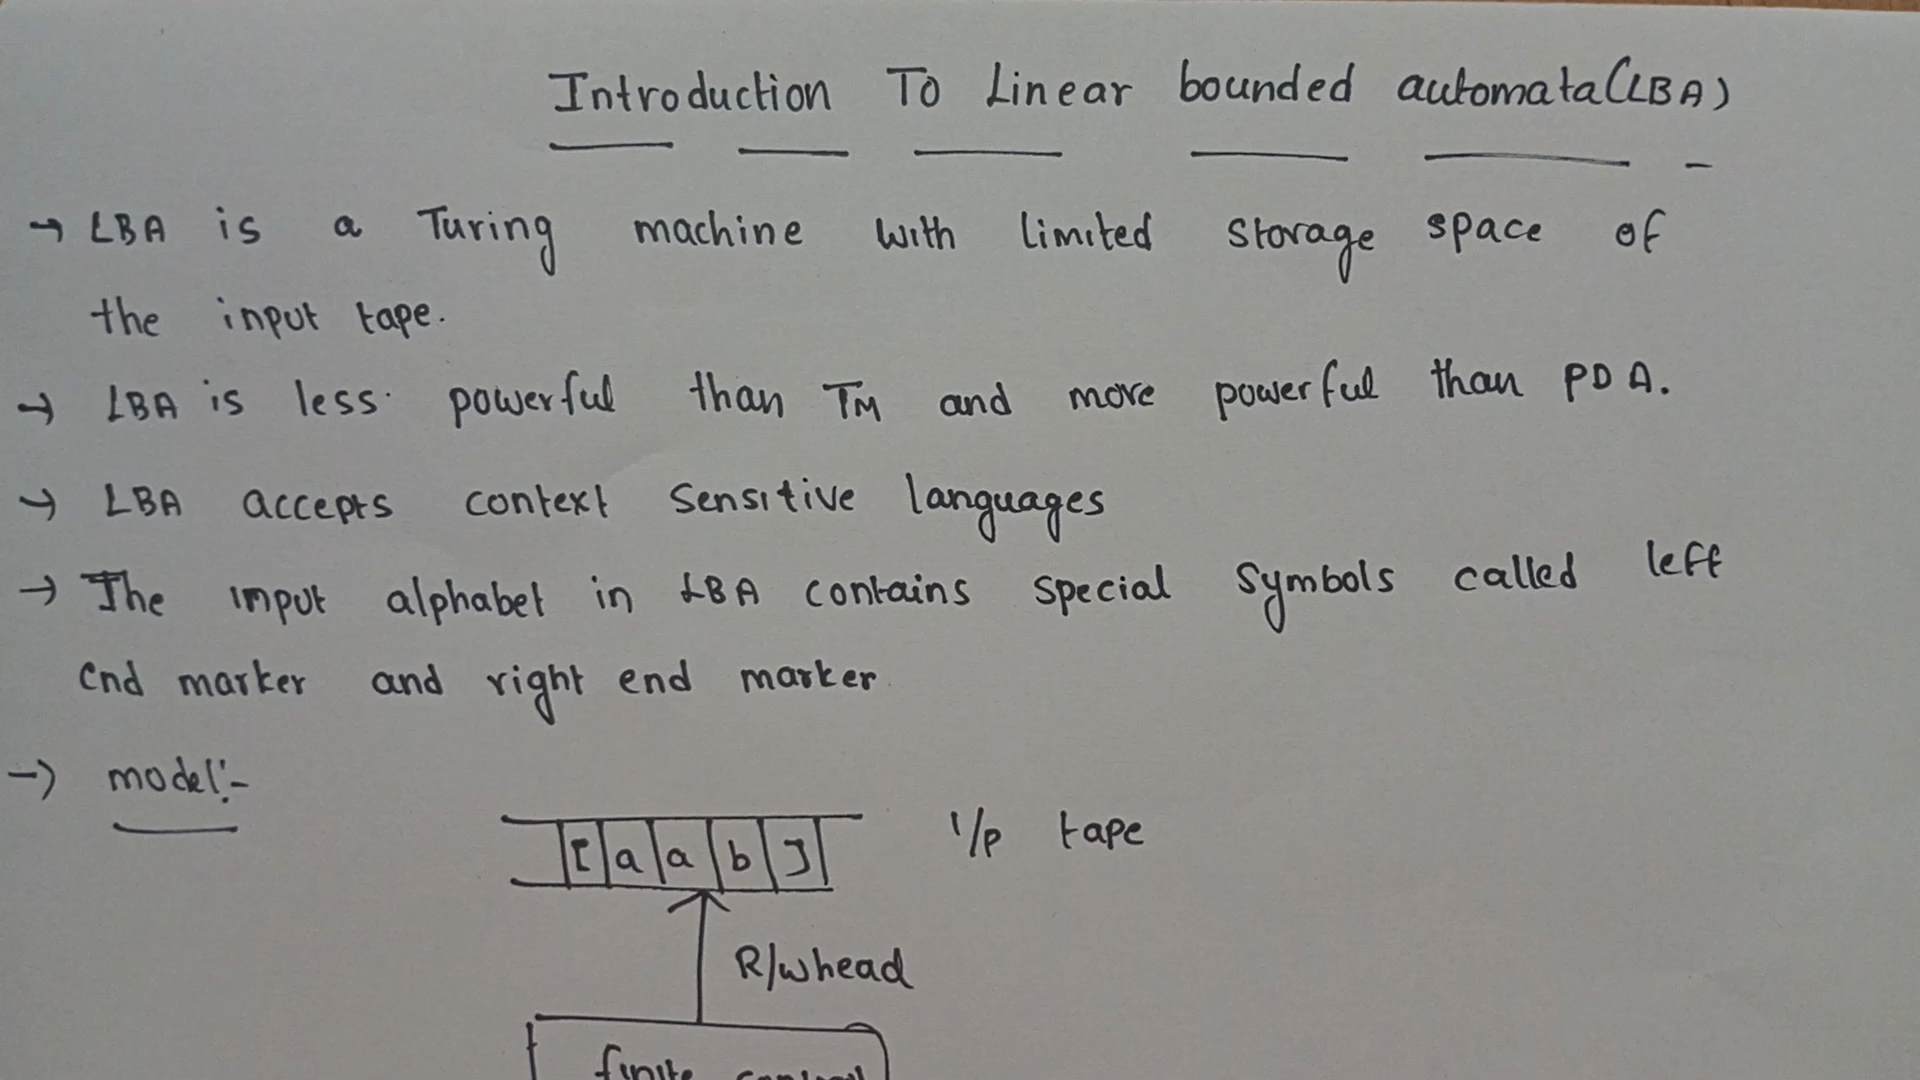 Introduction To Linear bounded automata(LBA)
→ LBA is a Turing machine with limited storage space of
the input tape.
→ LBA is less powerful than TM and more powerful than PDA.
→ LBA accepts context sensitive languages
→ The input alphabet in LBA contains special symbols called left
end marker and right end marker
→ model:-
[ a a b ] i/p tape
R/w head
finite control